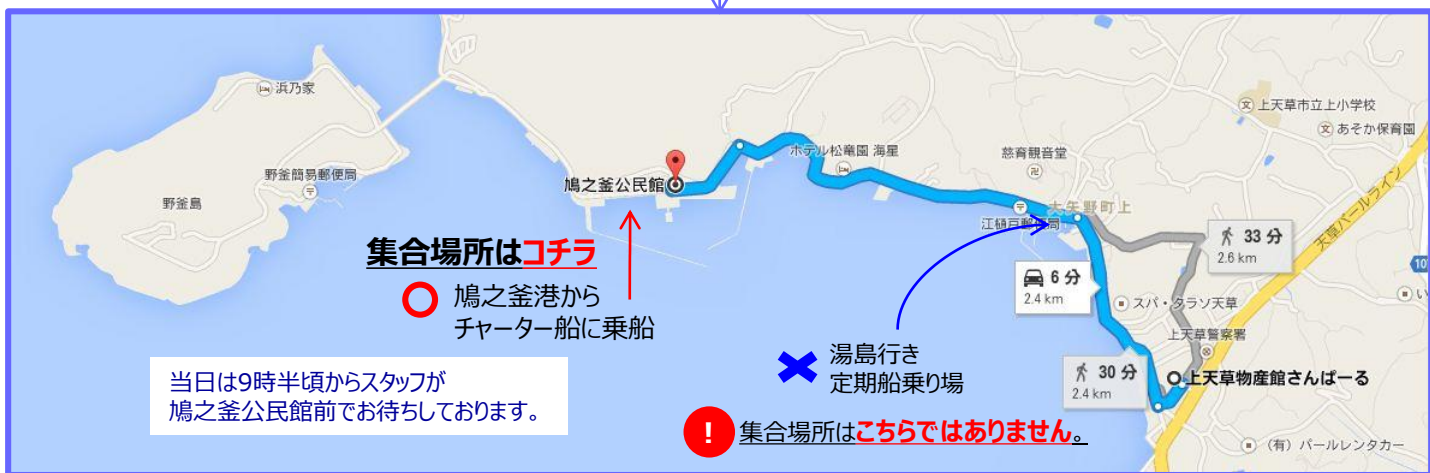 浜乃家
野釜簡易郵便局
野釜島
鳩之釜公民館
ホテル松竜園 海星
慈育観音堂
上天草市立上小学校
あそか保育園
大矢野町上
江樋戸郵便局
天草パールライン
33 分
2.6 km
6 分
2.4 km
スパ・タラソ天草
上天草警察署
30 分
2.4 km
上天草物産館さんぱーる
(有) パールレンタカー
集合場所はコチラ
鳩之釜港から
チャーター船に乗船
当日は9時半頃からスタッフが
鳩之釜公民館前でお待ちしております。
湯島行き
定期船乗り場
! 集合場所はこちらではありません。